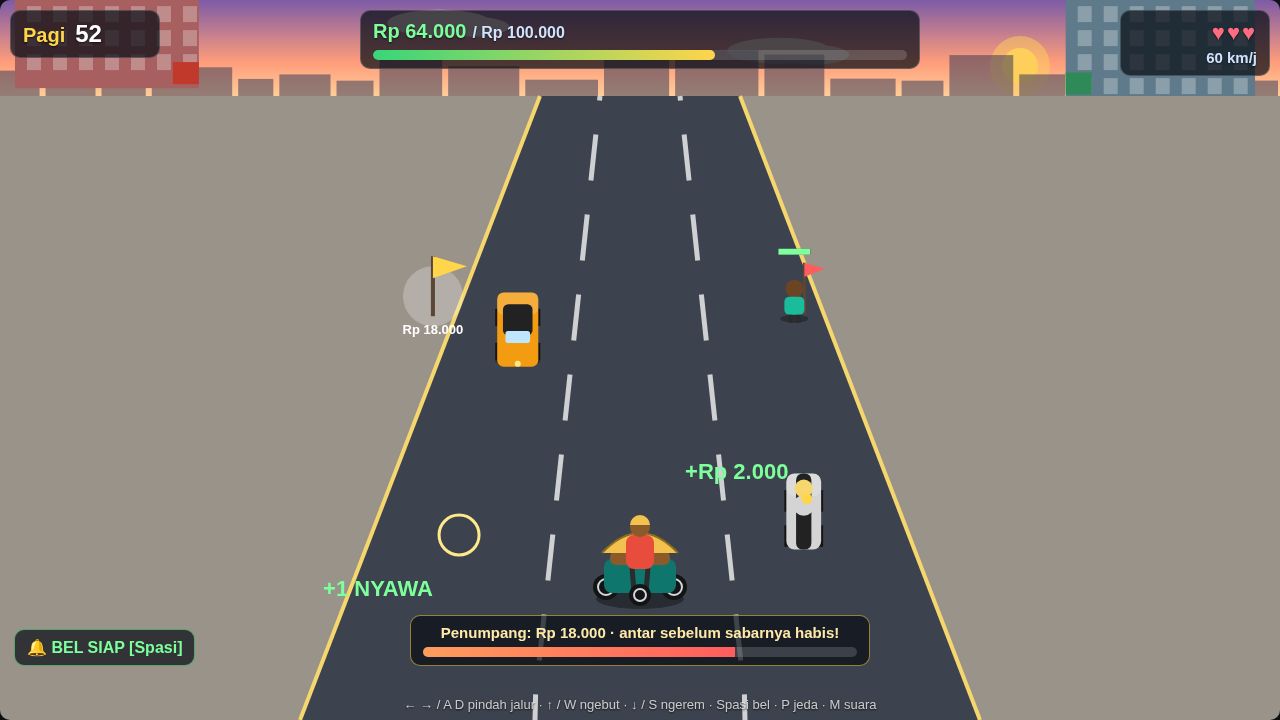 Pagi 52
Rp 64.000 / Rp 100.000
♥♥♥
60 km/j
Rp 18.000
+Rp 2.000
+1 NYAWA
Penumpang: Rp 18.000 · antar sebelum sabarnya habis!
🔔 BEL SIAP [Spasi]
← → / A D pindah jalur · ↑ / W ngebut · ↓ / S ngerem · Spasi bel · P jeda · M suara